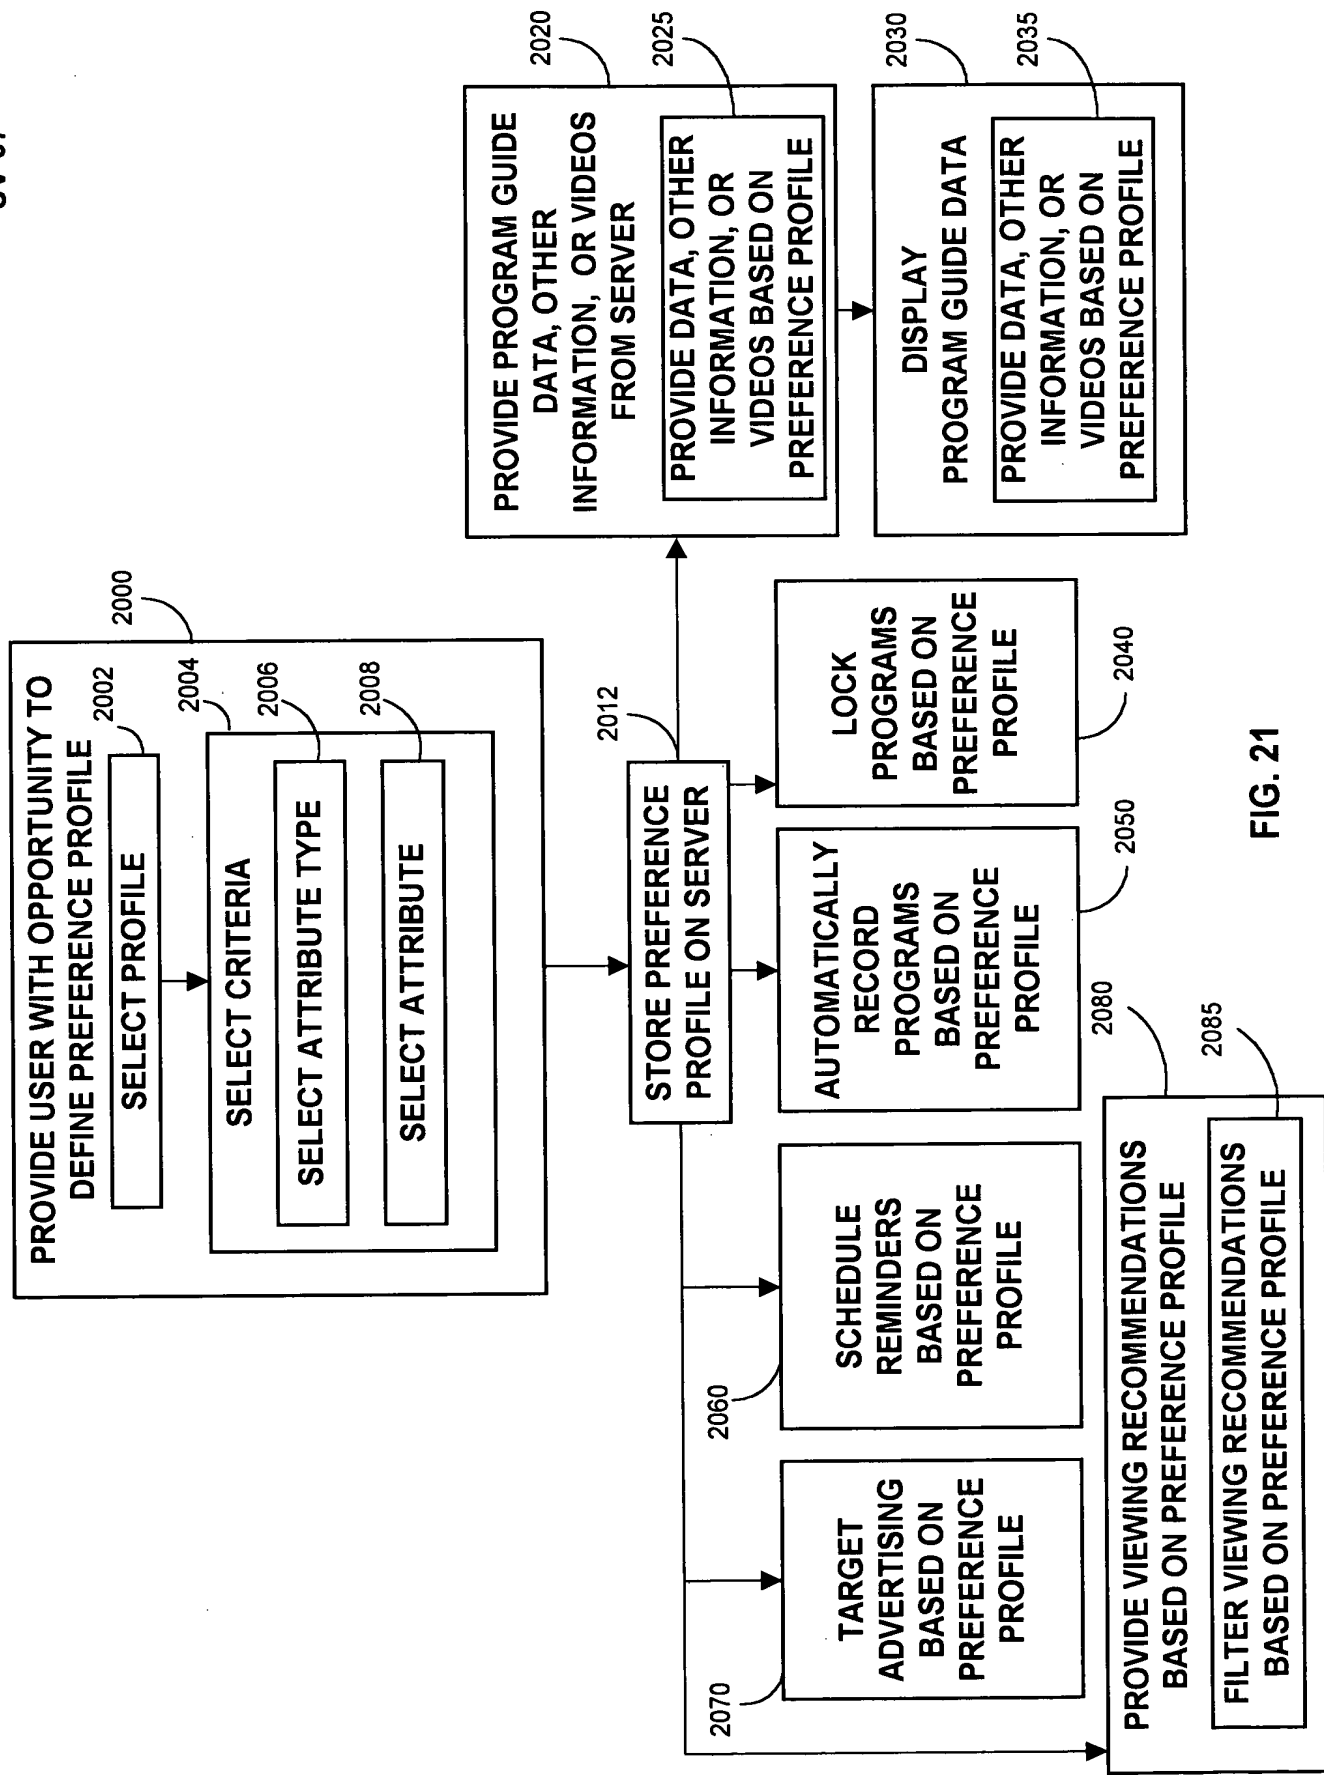 PROVIDE USER WITH OPPORTUNITY TO
DEFINE PREFERENCE PROFILE
2000
SELECT PROFILE
2002
SELECT CRITERIA
2004
SELECT ATTRIBUTE TYPE
2006
SELECT ATTRIBUTE
2008
STORE PREFERENCE
PROFILE ON SERVER
2012
PROVIDE PROGRAM GUIDE
DATA, OTHER
INFORMATION, OR VIDEOS
FROM SERVER
2020
PROVIDE DATA, OTHER
INFORMATION, OR
VIDEOS BASED ON
PREFERENCE PROFILE
2025
DISPLAY
PROGRAM GUIDE DATA
2030
PROVIDE DATA, OTHER
INFORMATION, OR
VIDEOS BASED ON
PREFERENCE PROFILE
2035
TARGET
ADVERTISING
BASED ON
PREFERENCE
PROFILE
2070
SCHEDULE
REMINDERS
BASED ON
PREFERENCE
PROFILE
2060
AUTOMATICALLY
RECORD
PROGRAMS
BASED ON
PREFERENCE
PROFILE
2050
LOCK
PROGRAMS
BASED ON
PREFERENCE
PROFILE
2040
PROVIDE VIEWING RECOMMENDATIONS
BASED ON PREFERENCE PROFILE
2080
FILTER VIEWING RECOMMENDATIONS
BASED ON PREFERENCE PROFILE
2085
FIG. 21